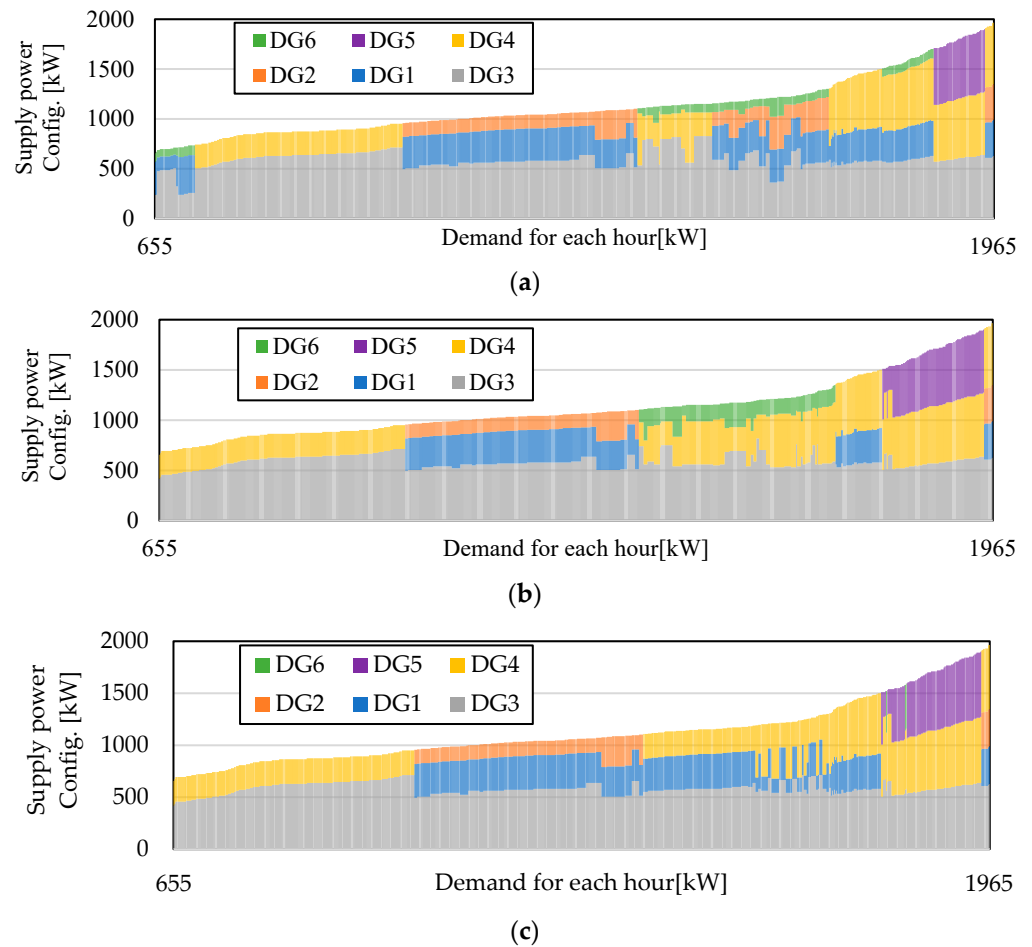 2000
1500
1000
500
0
Supply power
Config. [kW]
DG6 DG5 DG4
DG2 DG1 DG3
655
Demand for each hour[kW]
1965
(a)
2000
1500
1000
500
0
Supply power
Config. [kW]
DG6 DG5 DG4
DG2 DG1 DG3
655
Demand for each hour[kW]
1965
(b)
2000
1500
1000
500
0
Supply power
Config. [kW]
DG6 DG5 DG4
DG2 DG1 DG3
655
Demand for each hour[kW]
1965
(c)